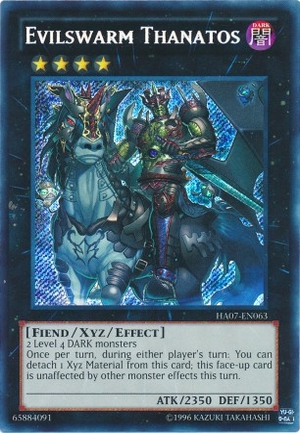 EVILSWARM THANATOS
DARK
闇
HA07-EN063
[FIEND/XYZ/EFFECT]
2 Level 4 DARK monsters
Once per turn, during either player's turn: You can
detach 1 Xyz Material from this card; this face-up card
is unaffected by other monster effects this turn.
ATK/2350 DEF/1350
65884091
©1996 KAZUKI TAKAHASHI